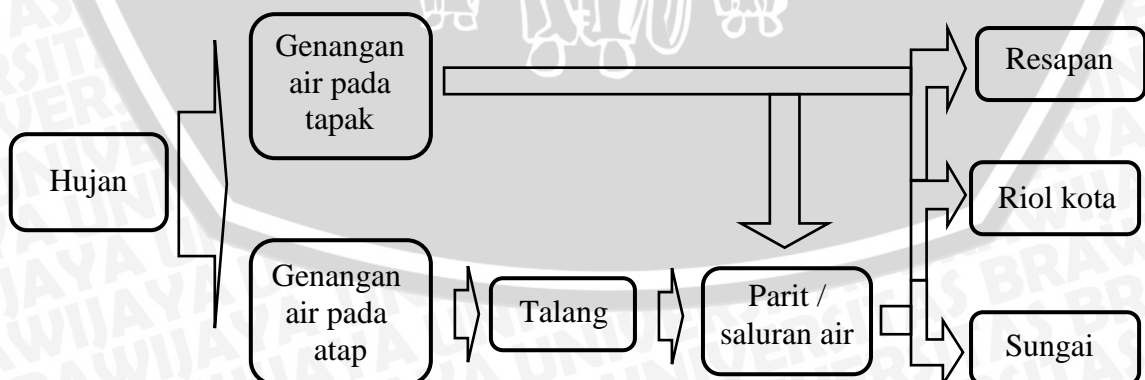 Genangan
air pada
tapak
Resapan
Hujan
Riol kota
Genangan
air pada
atap
Talang
Parit /
saluran air
Sungai